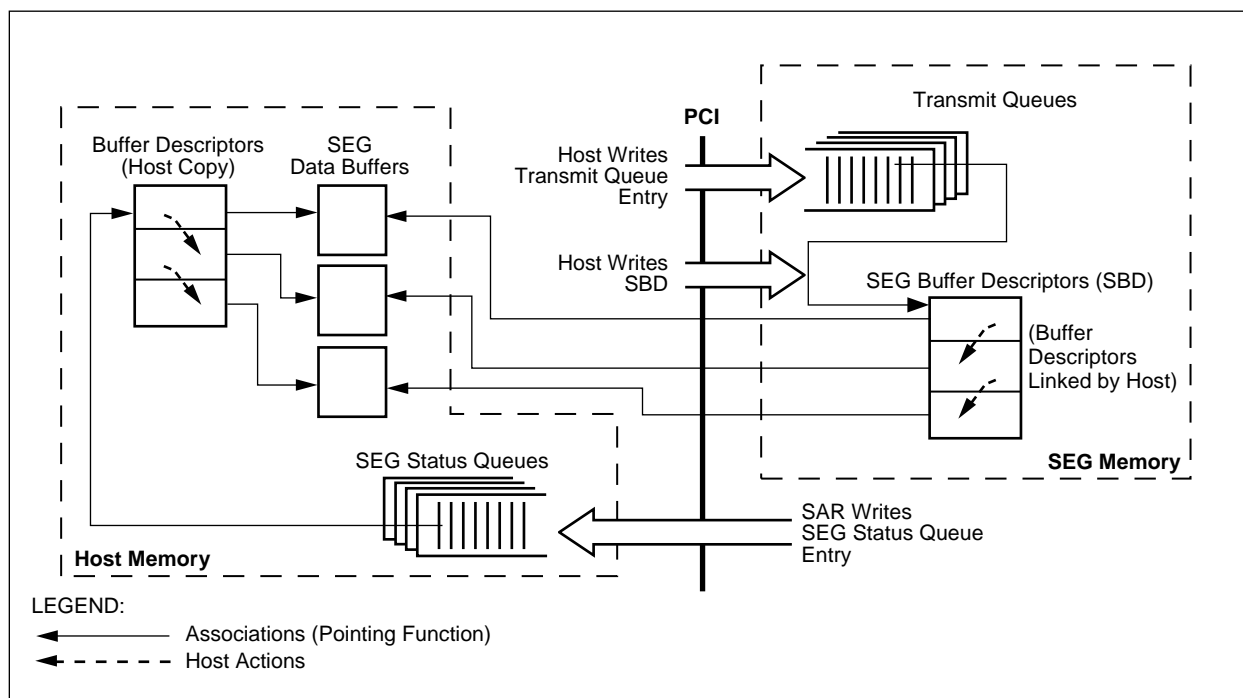 Transmit Queues
PCI
Buffer Descriptors
(Host Copy)
SEG
Data Buffers
Host Writes
Transmit Queue
Entry
Host Writes
SBD
SEG Buffer Descriptors (SBD)
(Buffer
Descriptors
Linked by Host)
SEG Memory
SEG Status Queues
SAR Writes
SEG Status Queue
Entry
Host Memory
LEGEND:
Associations (Pointing Function)
Host Actions